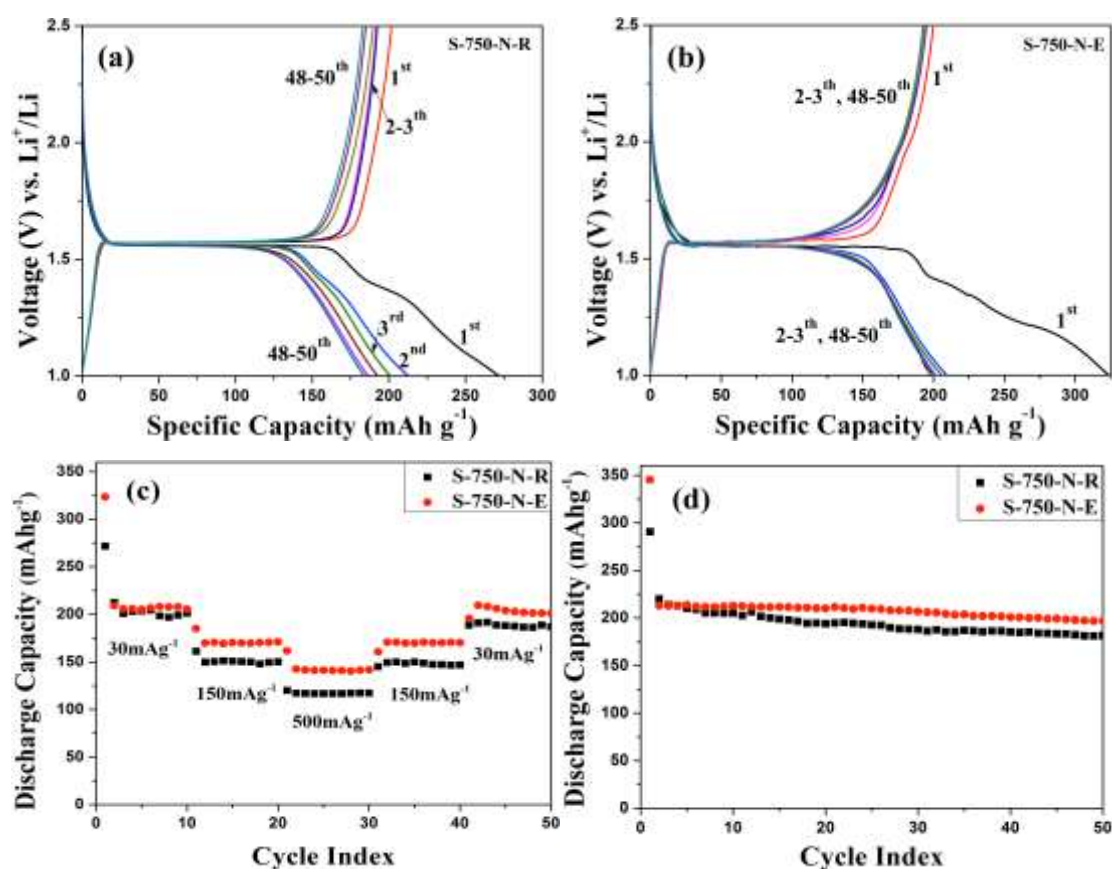 (a)
S-750-N-R
48-50th
1st
2-3th
3rd
2nd
1st
48-50th
Voltage (V) vs. Li+/Li
2.5
2.0
1.5
1.0
0 50 100 150 200 250 300
Specific Capacity (mAh g-1)
(b)
S-750-N-E
2-3th, 48-50th
1st
1st
2-3th, 48-50th
Voltage (V) vs. Li+/Li
2.5
2.0
1.5
1.0
0 50 100 150 200 250 300
Specific Capacity (mAh g-1)
(c)
S-750-N-R
S-750-N-E
30mAg-1
150mAg-1
500mAg-1
150mAg-1
30mAg-1
Discharge Capacity (mAhg-1)
350
300
250
200
150
100
50
0
0 10 20 30 40 50
Cycle Index
(d)
S-750-N-R
S-750-N-E
Discharge Capacity (mAhg-1)
350
300
250
200
150
100
50
0
0 10 20 30 40 50
Cycle Index